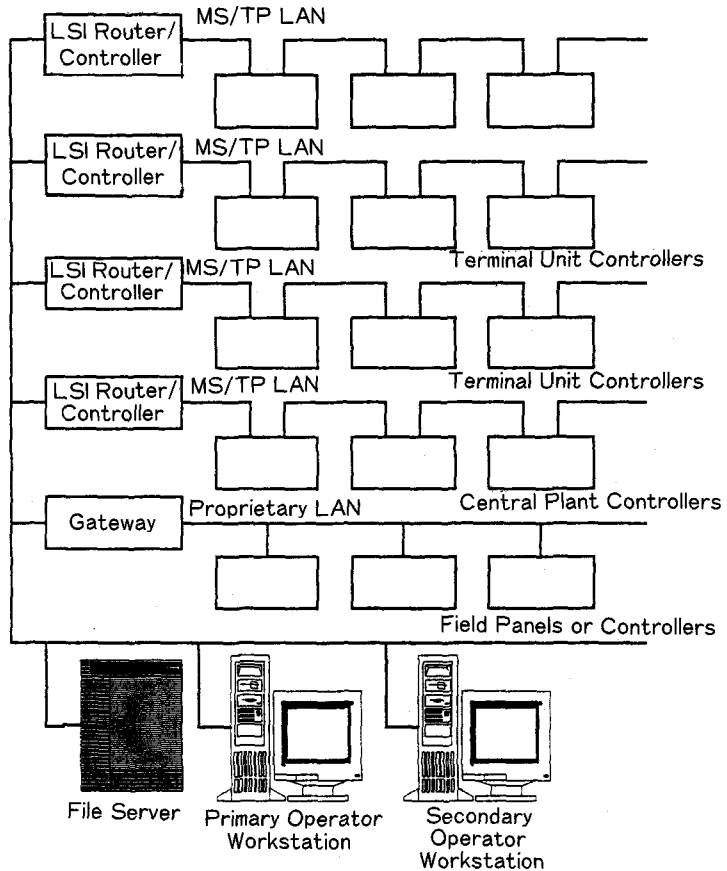 MS/TP LAN
LSI Router/
Controller
MS/TP LAN
LSI Router/
Controller
Terminal Unit Controllers
MS/TP LAN
LSI Router/
Controller
Terminal Unit Controllers
MS/TP LAN
LSI Router/
Controller
Central Plant Controllers
Proprietary LAN
Gateway
Field Panels or Controllers
File Server
Primary Operator
Workstation
Secondary
Operator
Workstation